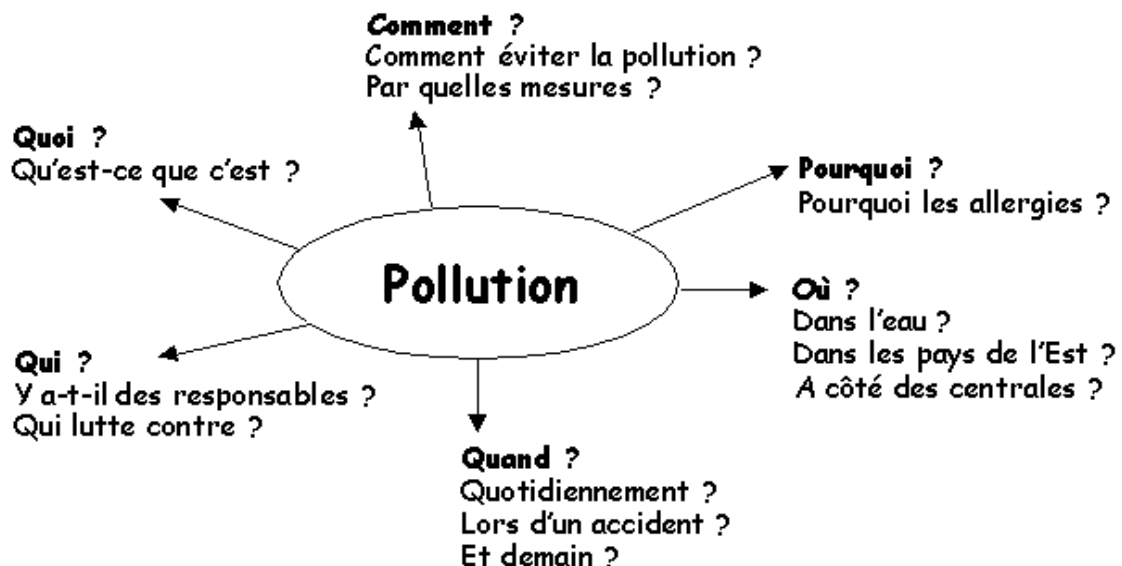 Comment ?
Comment éviter la pollution ?
Par quelles mesures ?
Quoi ?
Qu'est-ce que c'est ?
Pourquoi ?
Pourquoi les allergies ?
Pollution
Où ?
Dans l'eau ?
Dans les pays de l'Est ?
A côté des centrales ?
Qui ?
Y a-t-il des responsables ?
Qui lutte contre ?
Quand ?
Quotidiennement ?
Lors d'un accident ?
Et demain ?